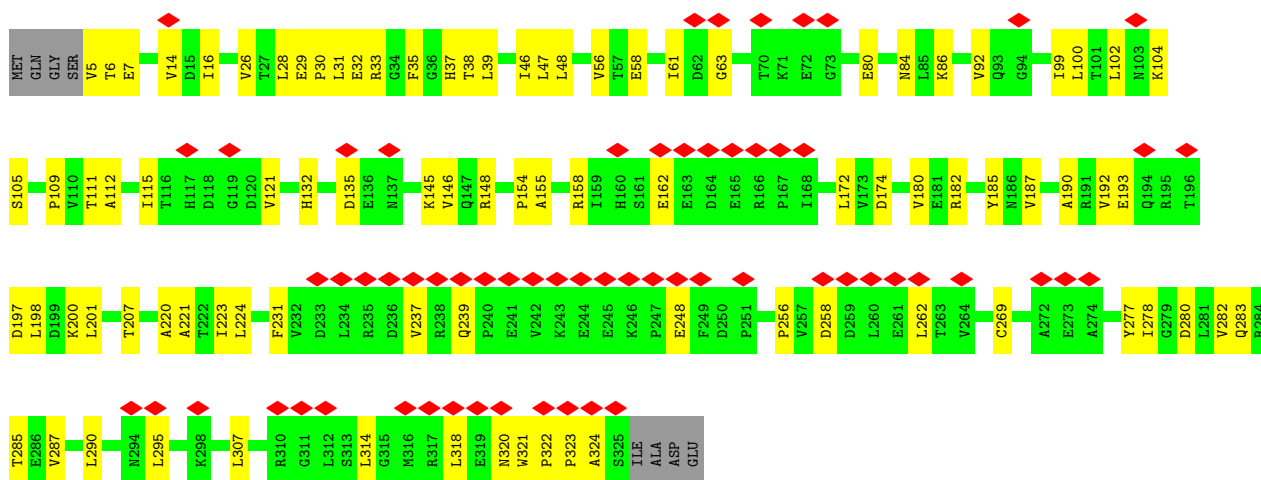 MET GLN GLY SER V5 T6 E7 V14 D15 I16 V26 T27 L28 E29 P30 L31 E32 R33 G34 F35 G36 H37 T38 L39 I46 L47 L48 V56 T57 E58 I61 D62 G63 T70 K71 E72 G73 E80 N84 L85 K86 V92 Q93 G94 I99 L100 T101 L102 N103 K104
S105 P109 V110 T111 A112 I115 T116 H117 D118 G119 D120 V121 H132 D135 E136 N137 K145 V146 Q147 R148 P154 A155 R158 I159 H160 S161 E162 E163 D164 E165 R166 P167 I168 L172 V173 D174 V180 E181 R182 Y185 N186 V187 A190 R191 V192 E193 Q194 R195 T196
D197 L198 D199 K200 L201 T207 A220 A221 T222 I223 L224 F231 V232 D233 L234 R235 D236 V237 R238 Q239 P240 E241 V242 K243 E244 E245 K246 P247 E248 F249 D250 P251 P256 V257 D258 D259 L260 E261 L262 T263 V264 C269 A272 E273 A274 Y277 I278 G279 D280 L281 V282 Q283 R284
T285 E286 V287 L290 N294 L295 K298 L307 R310 G311 L312 S313 L314 G315 M316 R317 L318 E319 N320 W321 P322 P323 A324 S325 ILE ALA ASP GLU